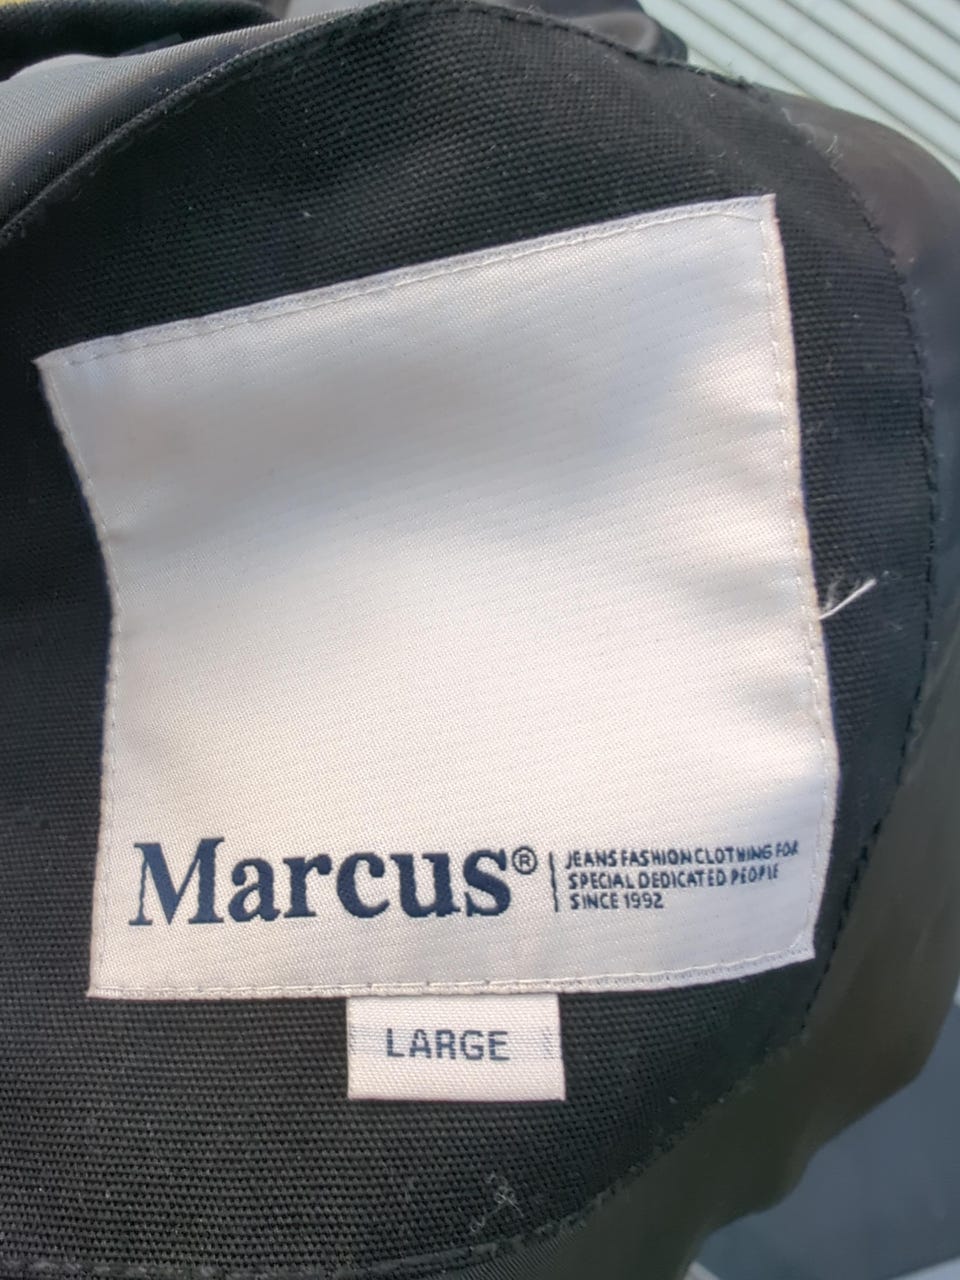 Marcus®
JEANS FASHION CLOTHING FOR
SPECIAL DEDICATED PEOPLE
SINCE 1992
LARGE